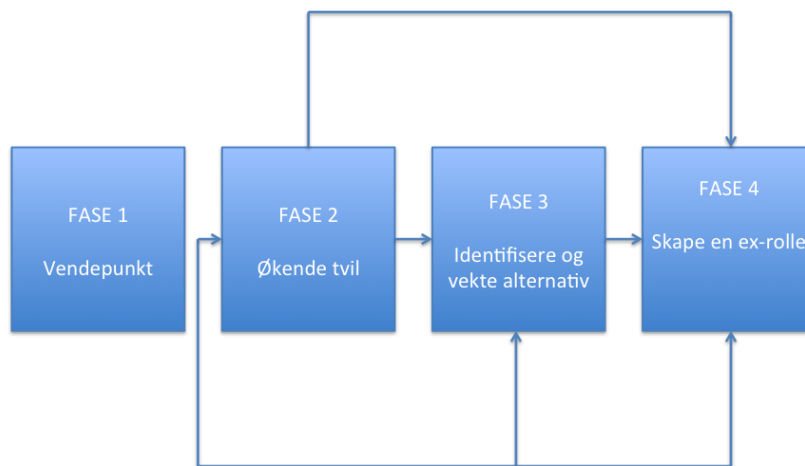 FASE 1
Vendepunkt
FASE 2
Økende tvil
FASE 3
Identifisere og
vekte alternativ
FASE 4
Skape en ex-rolle